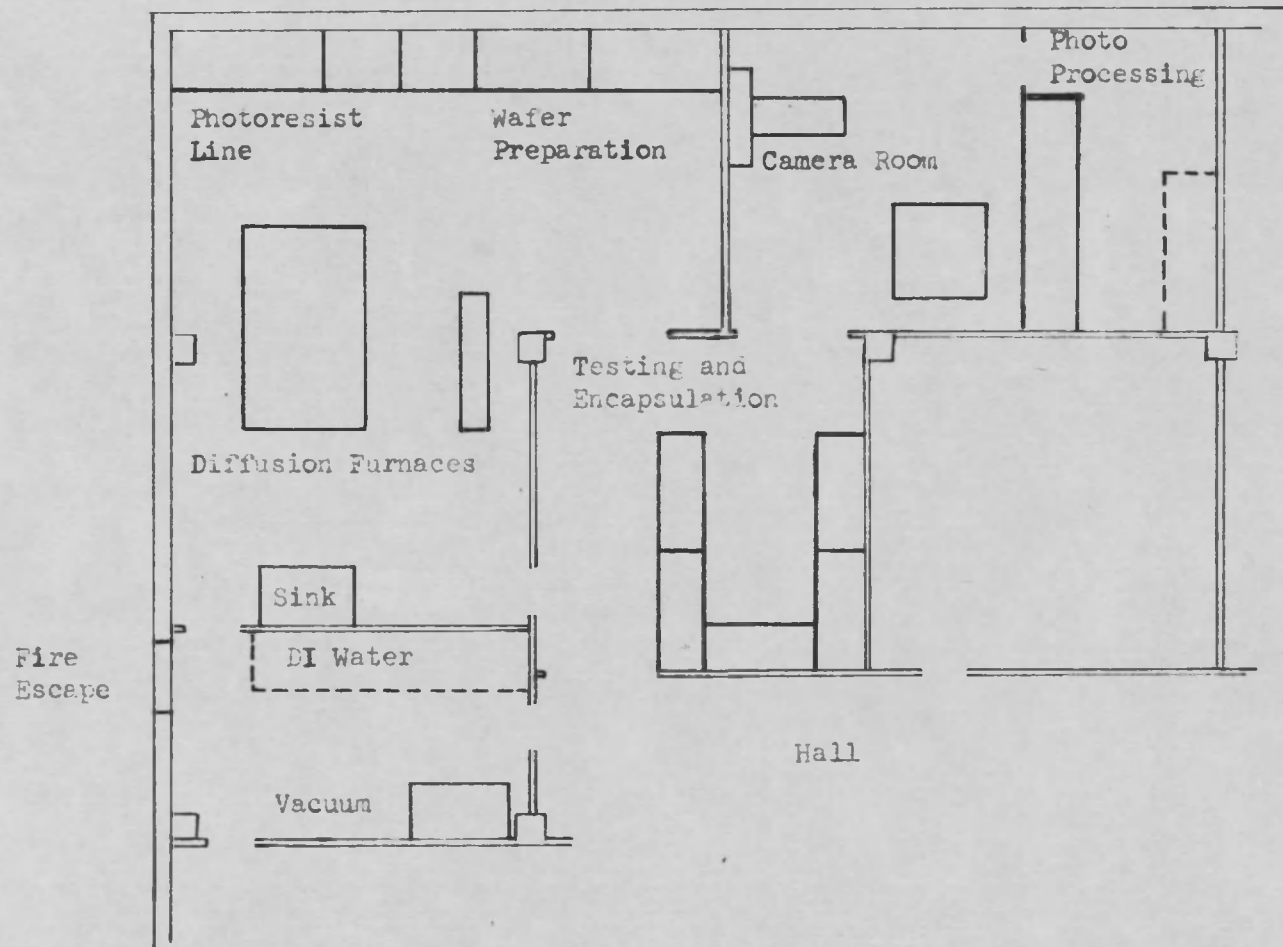 Photo
Processing
Photoresist
Line
Wafer
Preparation
Camera Room
Testing and
Encapsulation
Diffusion Furnaces
Sink
DI Water
Fire
Escape
Hall
Vacuum